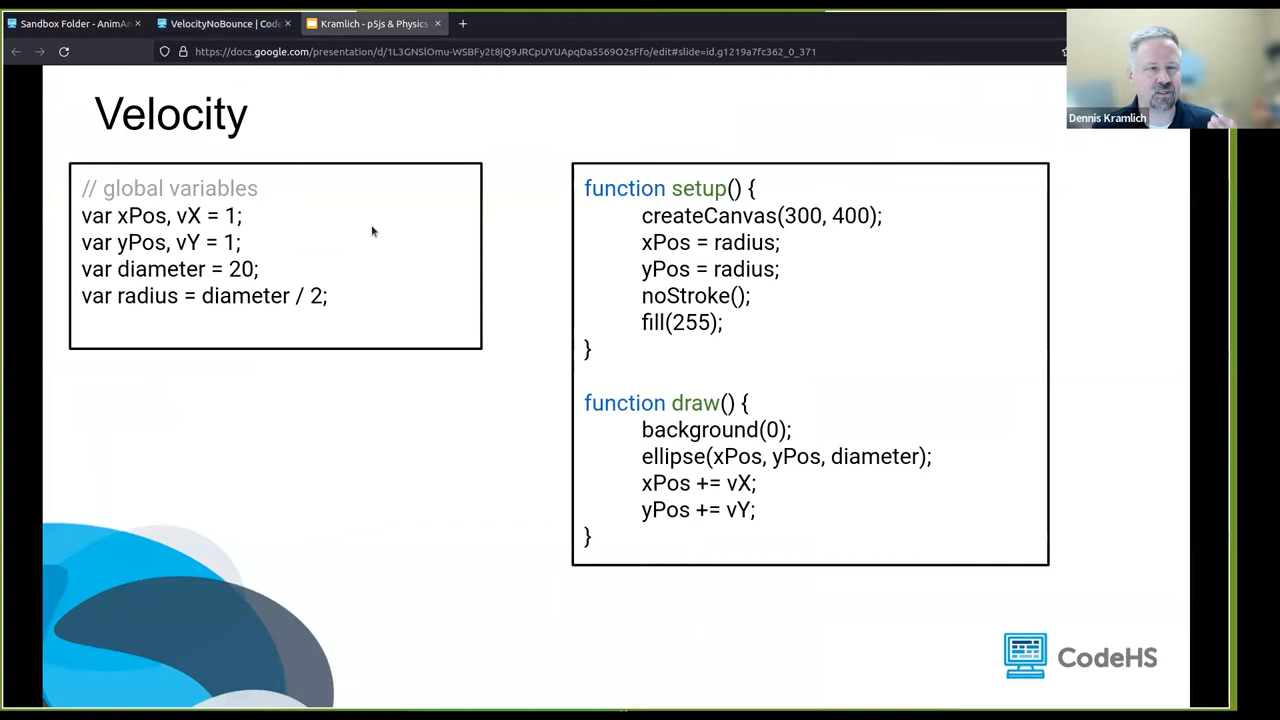 Sandbox Folder - AnimAn
VelocityNoBounce | Code
Kramlich - p5js & Physics
https://docs.google.com/presentation/d/1L3GNSlOmu-WSBFy2t8jQ9JRCpUYUApqDa5569O2sFfo/edit#slide=id.g1219a7fc362_0_371
Dennis Kramlich
Velocity
// global variables
var xPos, vX = 1;
var yPos, vY = 1;
var diameter = 20;
var radius = diameter / 2;
function setup() {
createCanvas(300, 400);
xPos = radius;
yPos = radius;
noStroke();
fill(255);
}
function draw() {
background(0);
ellipse(xPos, yPos, diameter);
xPos += vX;
yPos += vY;
}
CodeHS